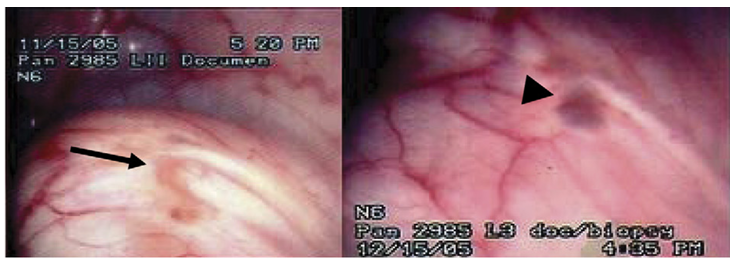 11/15/05 5 20 PM
Pan 2985 LII Documen
N6
N6
Pan 2985 L3 doc/biopsy
12/15/05 4:35 PM